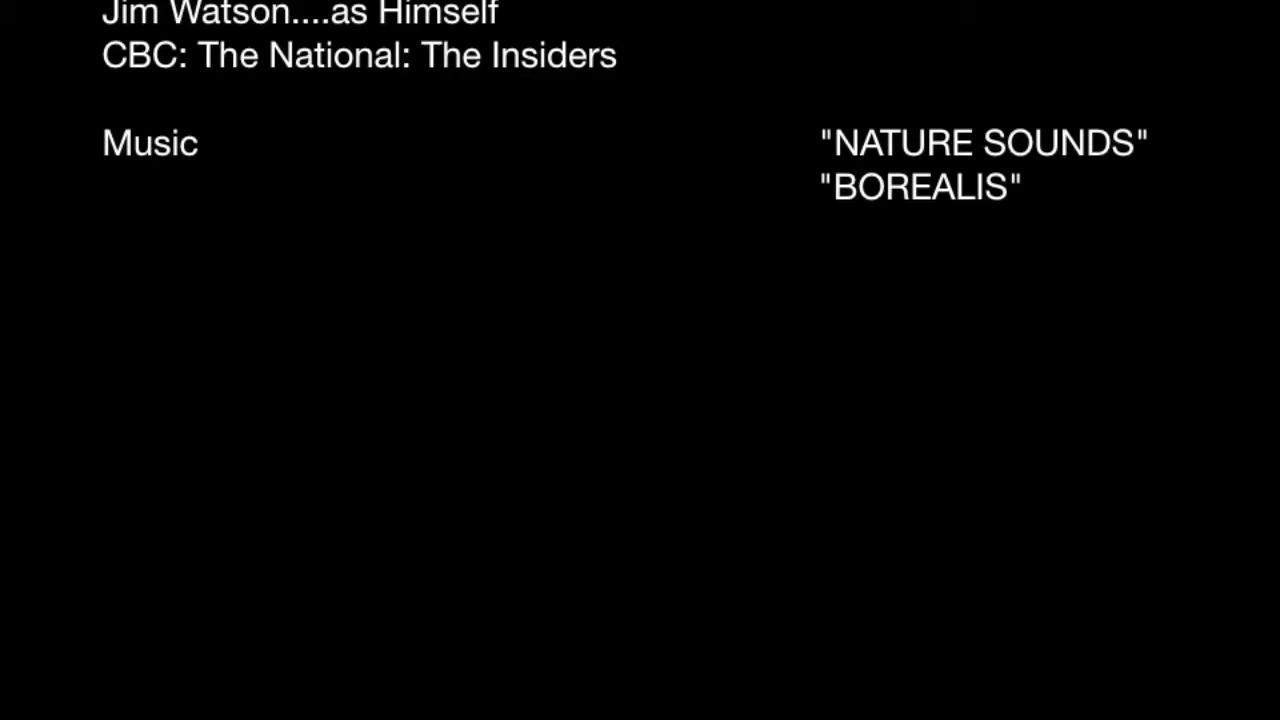 Jim Watson....as Himself
CBC: The National: The Insiders
Music
"NATURE SOUNDS"
"BOREALIS"